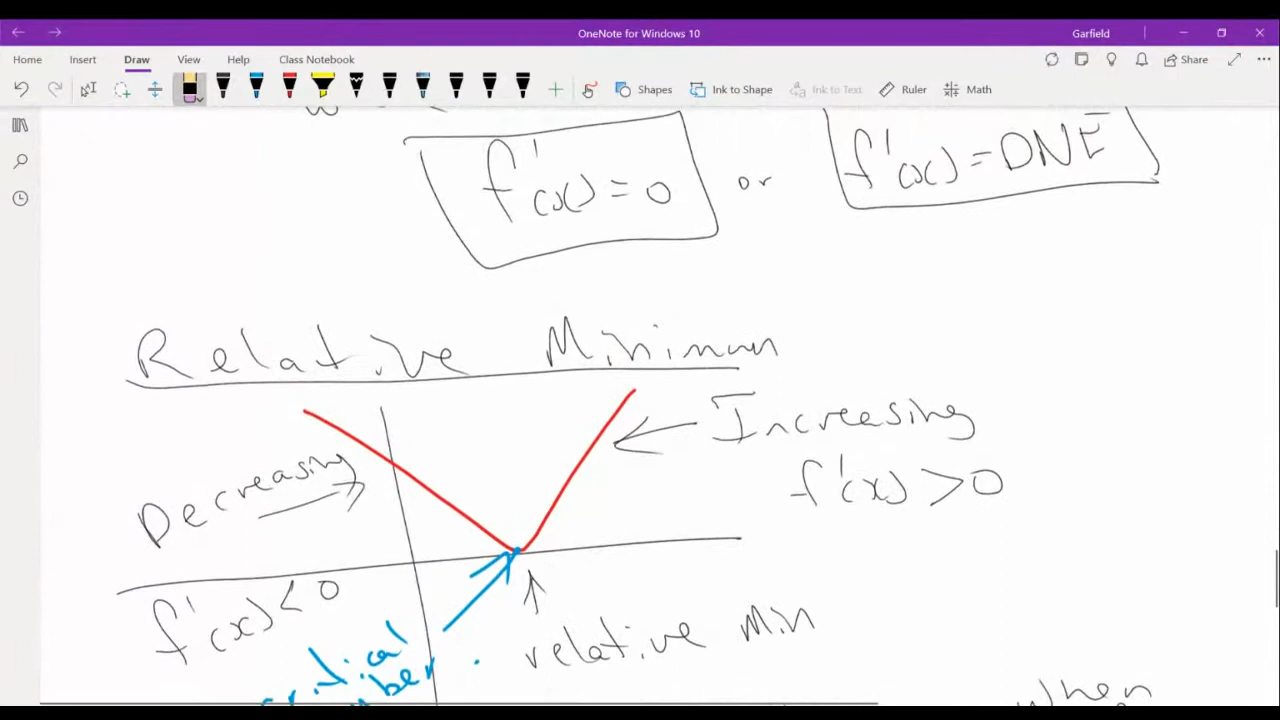 OneNote for Windows 10
Garfield
Home Insert Draw View Help Class Notebook
Share
Shapes Ink to Shape Ink to Text Ruler Math
f'(x) = 0 or f'(x) = DNE
Relative Minimum
Increasing
f'(x) > 0
Decreasing
f'(x) < 0
relative Min
When